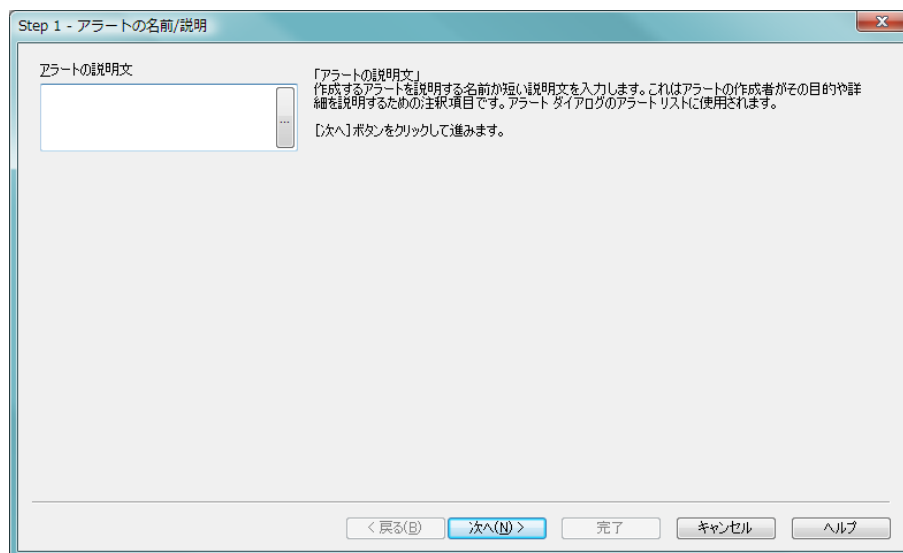 Step 1 - アラートの名前/説明
アラートの説明文
...
「アラートの説明文」
作成するアラートを説明する名前か短い説明文を入力します。これはアラートの作成者がその目的や詳
細を説明するための注釈項目です。アラート ダイアログのアラート リストに使用されます。
[次へ]ボタンをクリックして進みます。
< 戻る(B) 次へ(N) > 完了 キャンセル ヘルプ